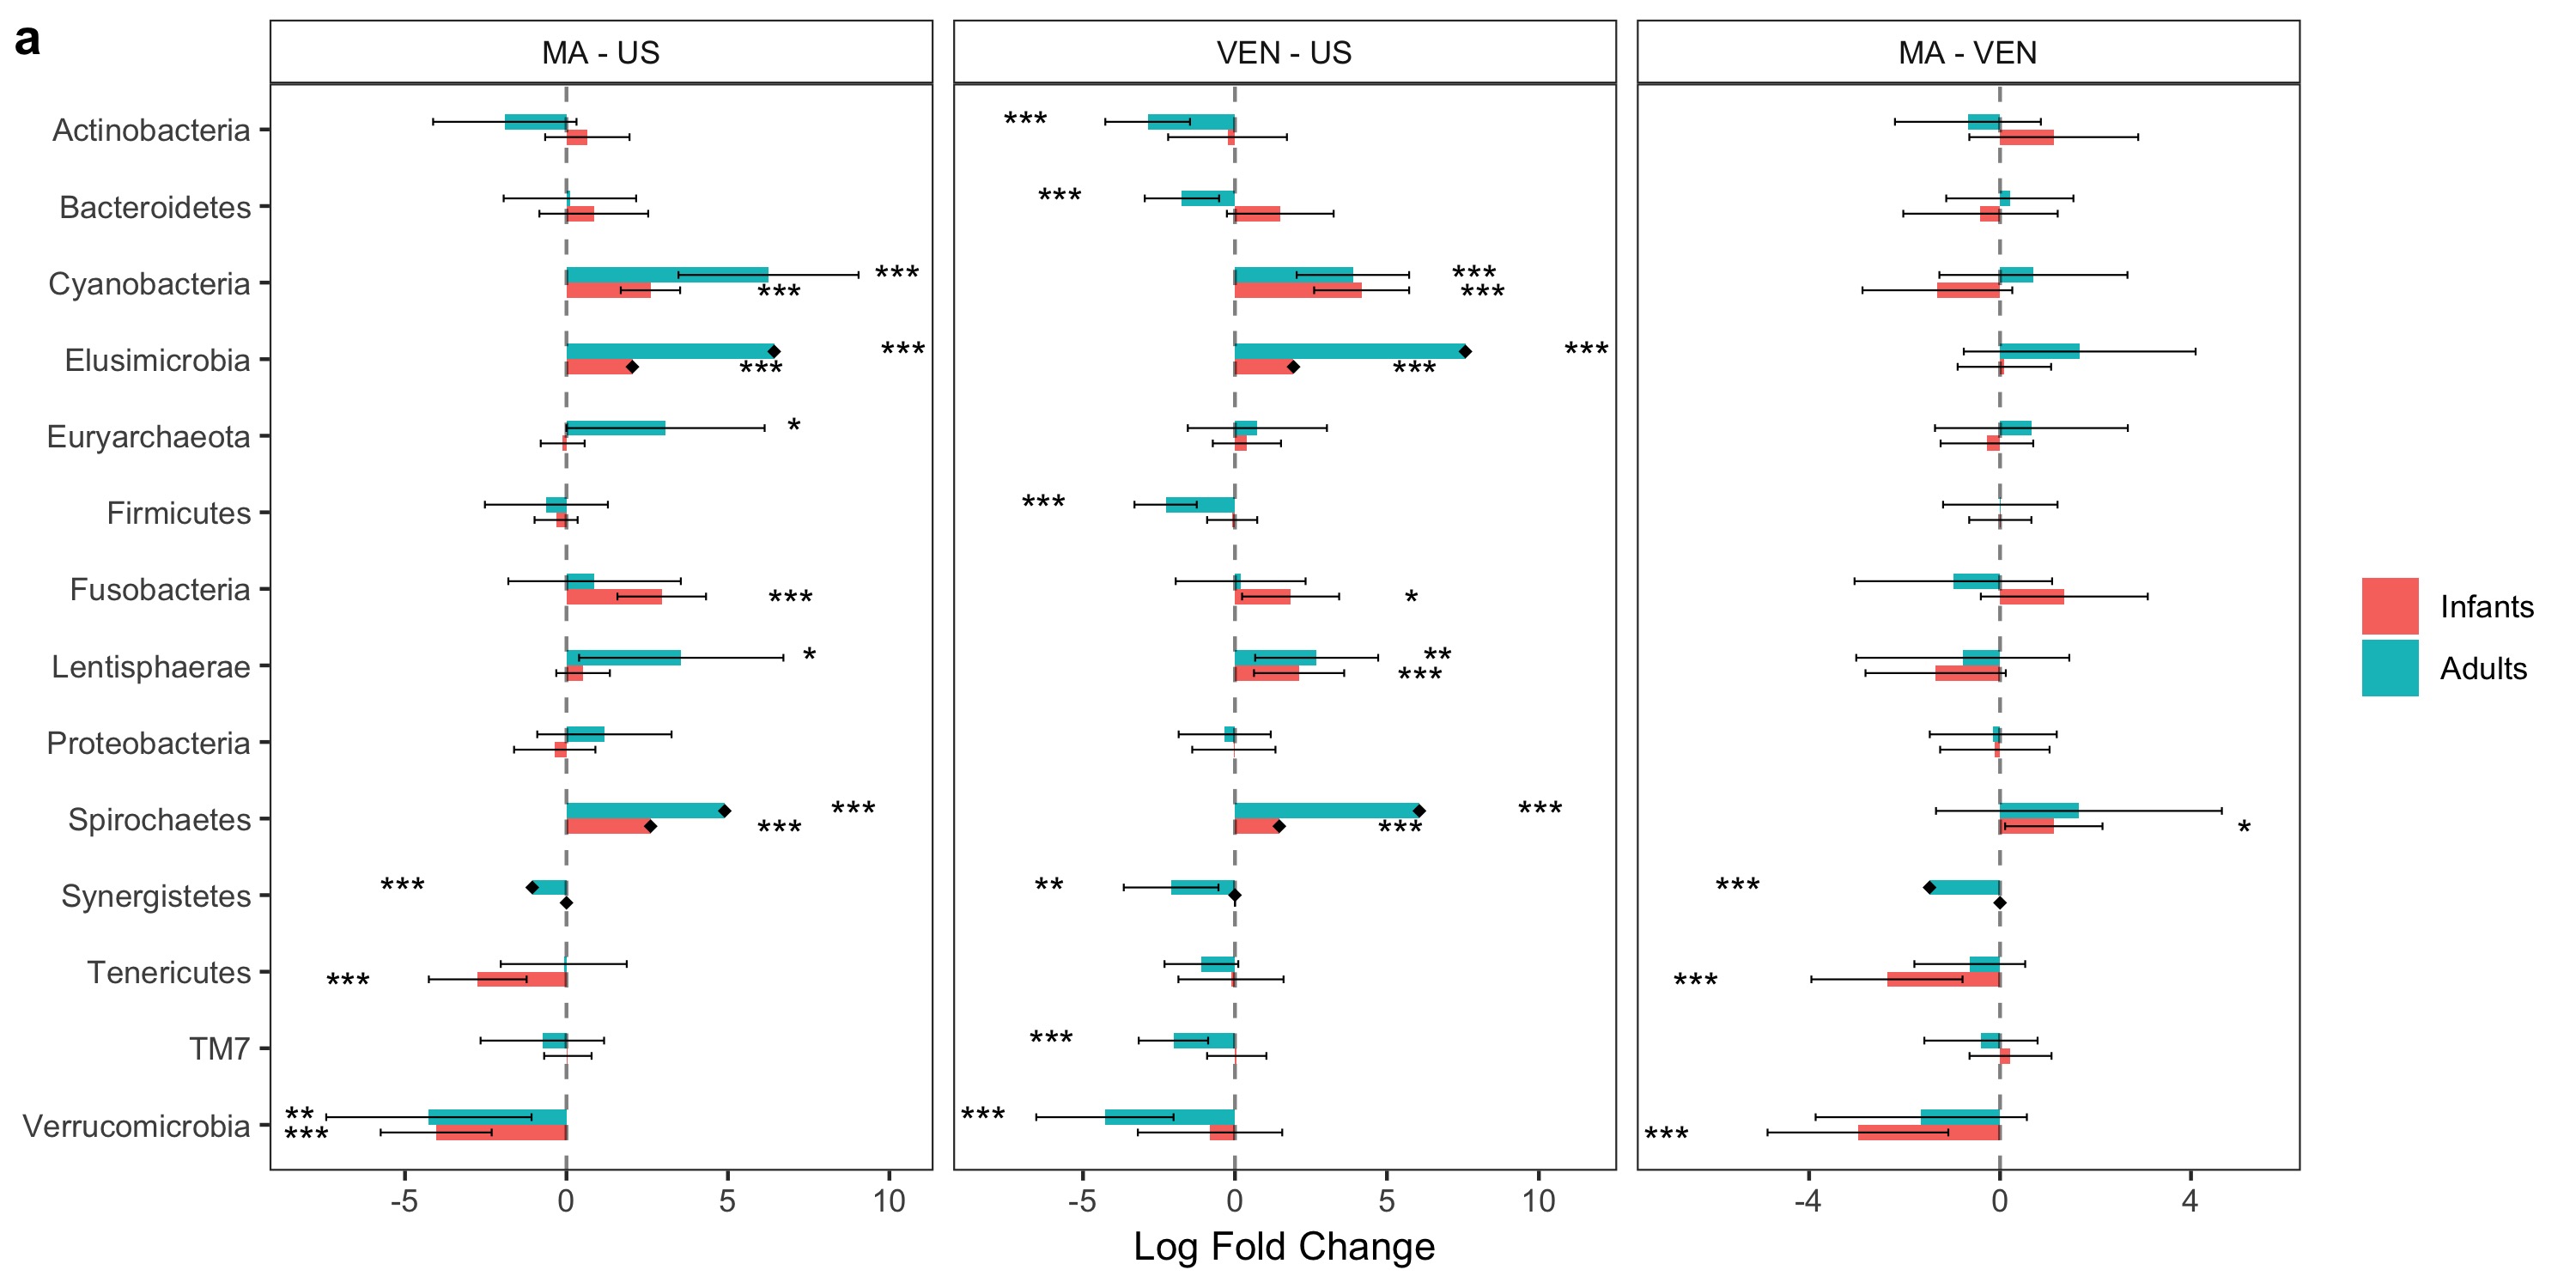 a
MA - US
VEN - US
MA - VEN
Actinobacteria
***
Bacteroidetes
***
Cyanobacteria
***
***
***
***
Elusimicrobia
***
***
***
***
Euryarchaeota
*
Firmicutes
***
Fusobacteria
***
*
Infants
Lentisphaerae
*
**
***
Adults
Proteobacteria
Spirochaetes
***
***
***
***
*
Synergistetes
***
**
***
Tenericutes
***
***
TM7
***
Verrucomicrobia
**
***
***
***
-5 0 5 10
-5 0 5 10
-4 0 4
Log Fold Change